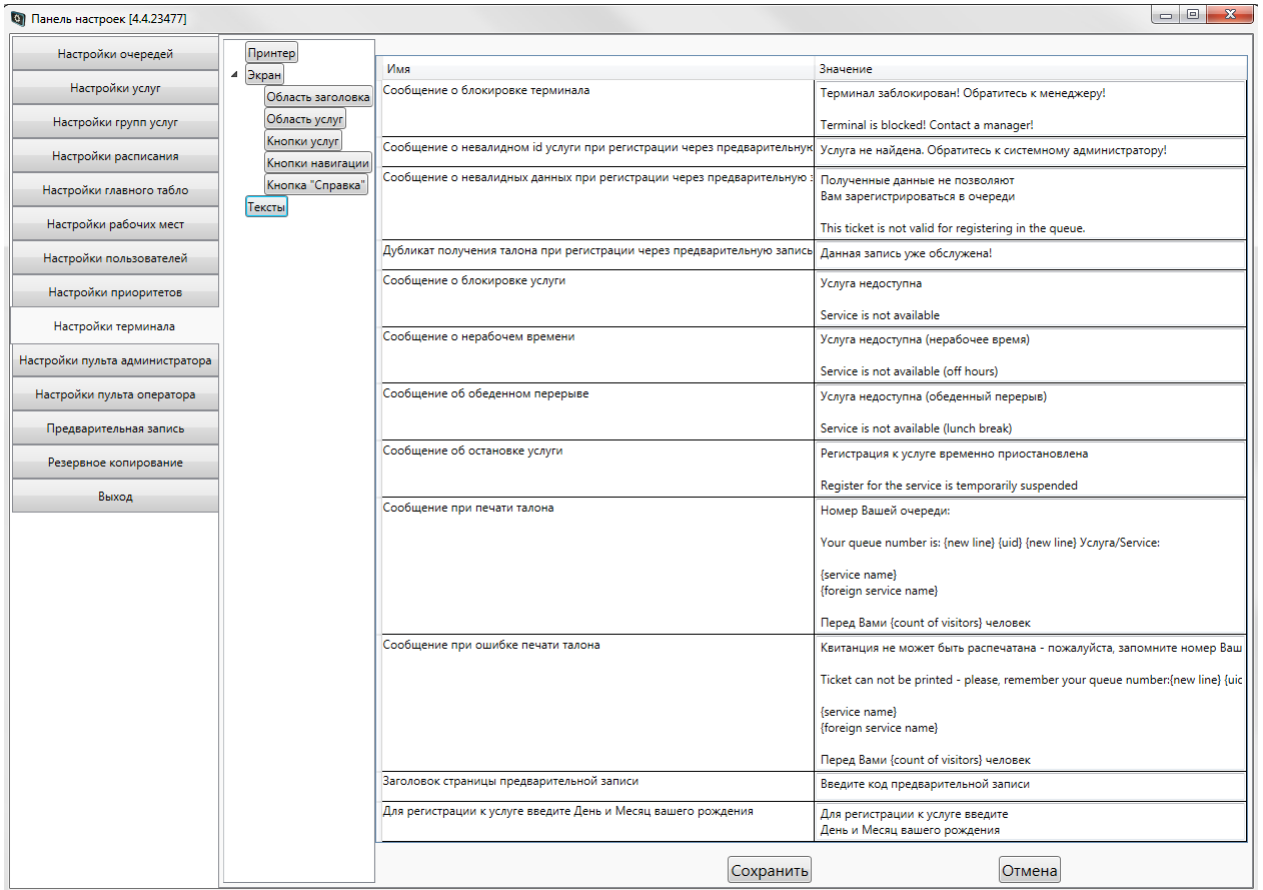 Панель настроек [4.4.23477]
Настройки очередей
Настройки услуг
Настройки групп услуг
Настройки расписания
Настройки главного табло
Настройки рабочих мест
Настройки пользователей
Настройки приоритетов
Настройки терминала
Настройки пульта администратора
Настройки пульта оператора
Предварительная запись
Резервное копирование
Выход
Принтер
Экран
Область заголовка
Область услуг
Кнопки услуг
Кнопки навигации
Кнопка "Справка"
Тексты
Имя
Значение
Сообщение о блокировке терминала
Терминал заблокирован! Обратитесь к менеджеру!
Terminal is blocked! Contact a manager!
Сообщение о невалидном id услуги при регистрации через предварительную
Услуга не найдена. Обратитесь к системному администратору!
Сообщение о невалидных данных при регистрации через предварительную з
Полученные данные не позволяют
Вам зарегистрироваться в очереди
This ticket is not valid for registering in the queue.
Дубликат получения талона при регистрации через предварительную запись
Данная запись уже обслужена!
Сообщение о блокировке услуги
Услуга недоступна
Service is not available
Сообщение о нерабочем времени
Услуга недоступна (нерабочее время)
Service is not available (off hours)
Сообщение об обеденном перерыве
Услуга недоступна (обеденный перерыв)
Service is not available (lunch break)
Сообщение об остановке услуги
Регистрация к услуге временно приостановлена
Register for the service is temporarily suspended
Сообщение при печати талона
Номер Вашей очереди:
Your queue number is: {new line} {uid} {new line} Услуга/Service:
{service name}
{foreign service name}
Перед Вами {count of visitors} человек
Сообщение при ошибке печати талона
Квитанция не может быть распечатана - пожалуйста, запомните номер Ваш
Ticket can not be printed - please, remember your queue number:{new line} {uic
{service name}
{foreign service name}
Перед Вами {count of visitors} человек
Заголовок страницы предварительной записи
Введите код предварительной записи
Для регистрации к услуге введите День и Месяц вашего рождения
Для регистрации к услуге введите
День и Месяц вашего рождения
Сохранить
Отмена